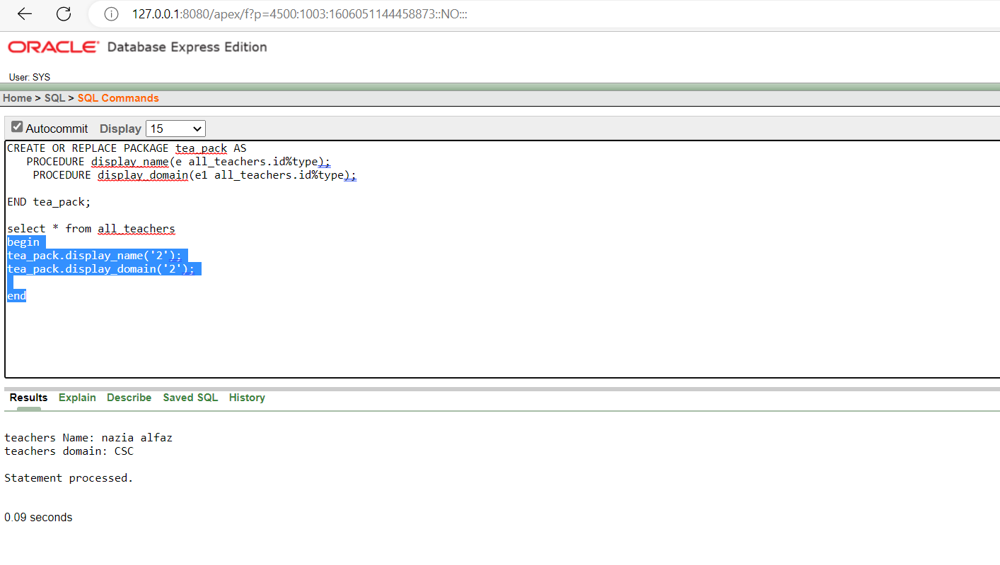 127.0.0.1:8080/apex/f?p=4500:1003:1606051144458873::NO:::
ORACLE Database Express Edition
User: SYS
Home > SQL > SQL Commands
Autocommit Display 15
CREATE OR REPLACE PACKAGE tea_pack AS
PROCEDURE display_name(e all_teachers.id%type);
PROCEDURE display_domain(e1 all_teachers.id%type);
END tea_pack;
select * from all_teachers
begin
tea_pack.display_name('2');
tea_pack.display_domain('2');
end
Results Explain Describe Saved SQL History
teachers Name: nazia alfaz
teachers domain: CSC
Statement processed.
0.09 seconds